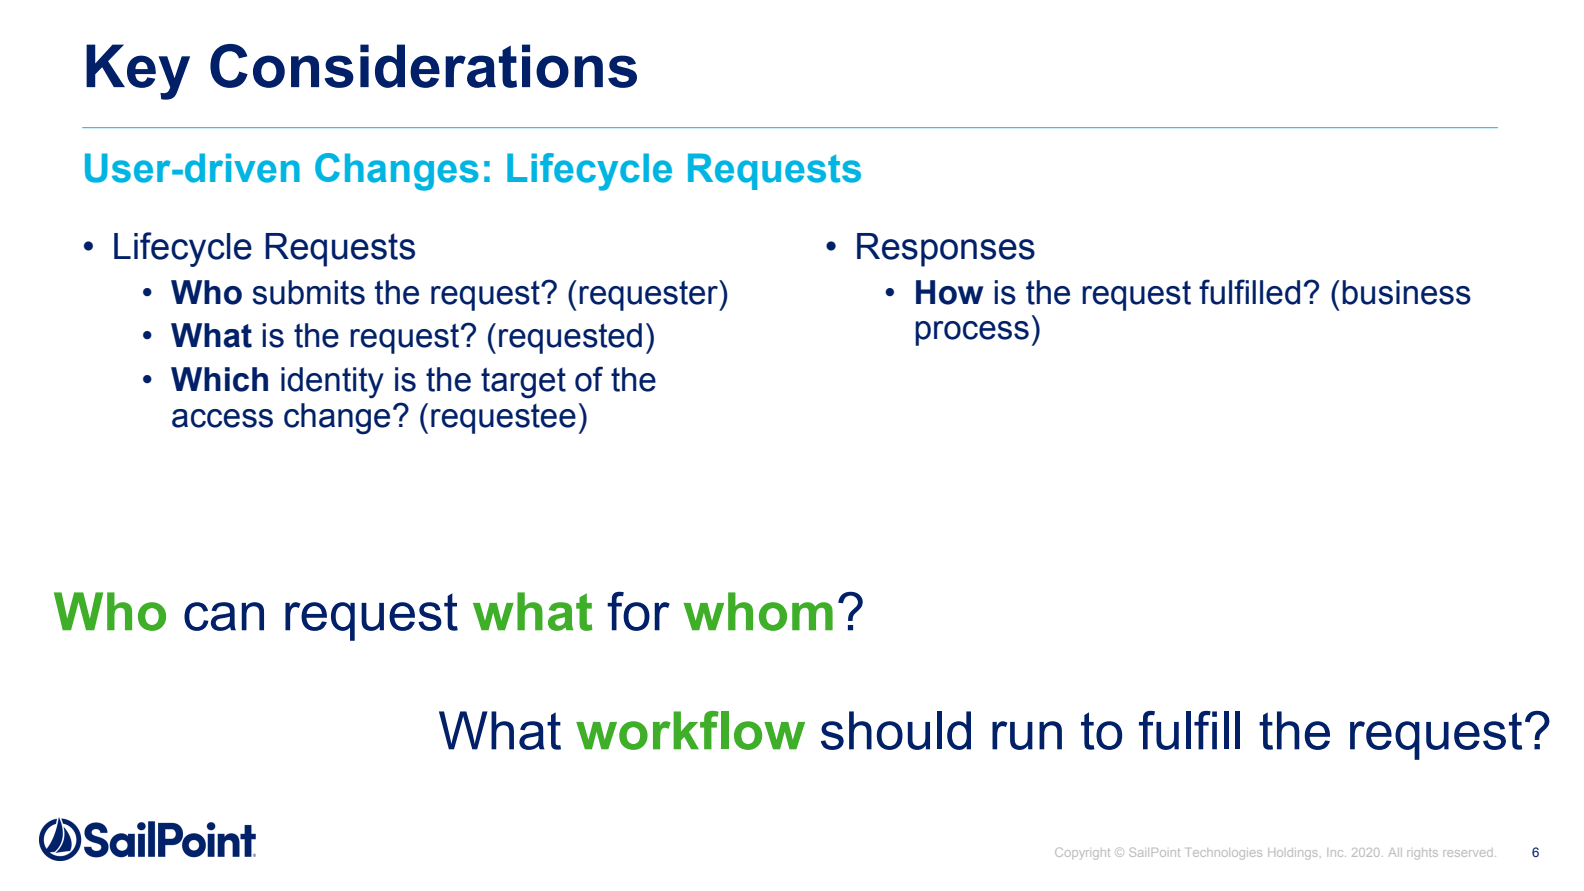 Key Considerations
User-driven Changes: Lifecycle Requests
• Lifecycle Requests
• Who submits the request? (requester)
• What is the request? (requested)
• Which identity is the target of the
access change? (requestee)
• Responses
• How is the request fulfilled? (business
process)
Who can request what for whom?
What workflow should run to fulfill the request?
SailPoint
Copyright © SailPoint Technologies Holdings, Inc. 2020. All rights reserved.
6